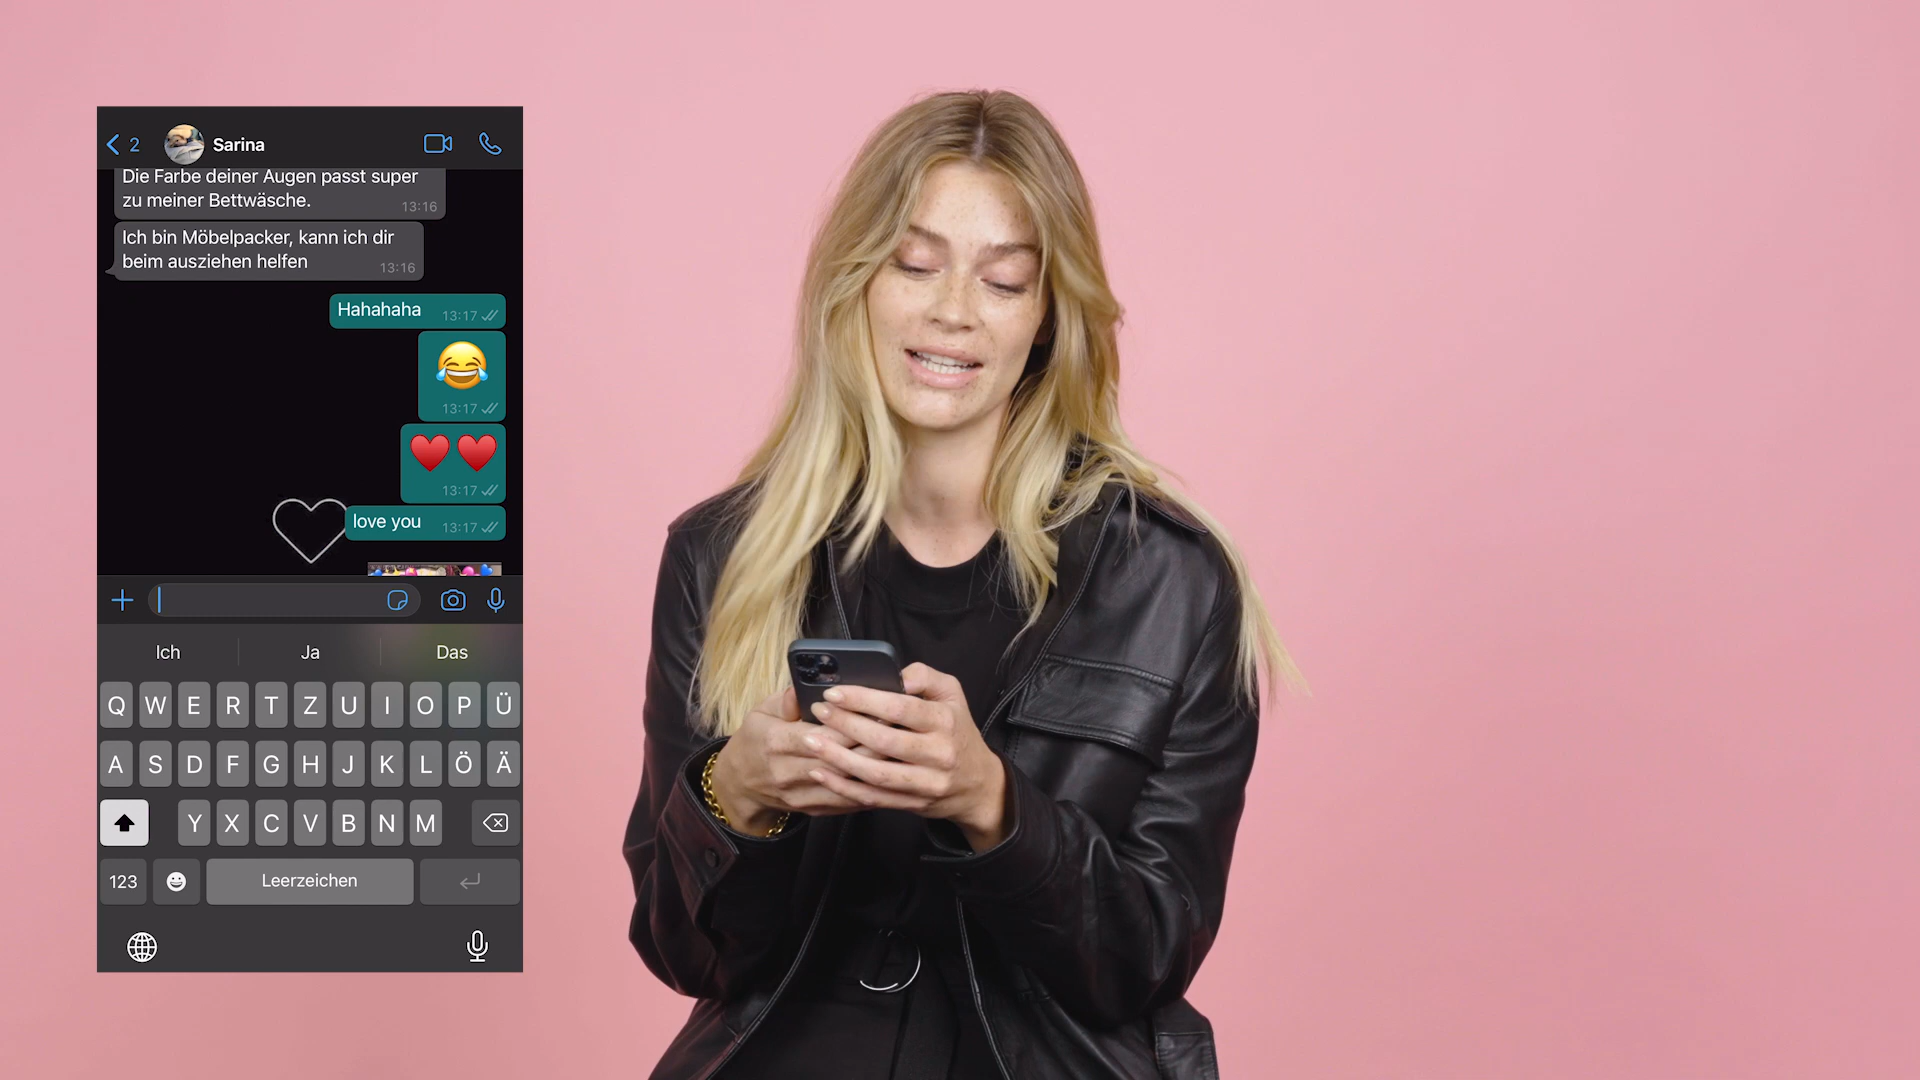 2
Sarina
Die Farbe deiner Augen passt super
zu meiner Bettwäsche.
13:16
Ich bin Möbelpacker, kann ich dir
beim ausziehen helfen
13:16
Hahahaha
13:17
13:17
13:17
love you
13:17
Ich Ja Das
Q W E R T Z U I O P Ü
A S D F G H J K L Ö Ä
Y X C V B N M
123 Leerzeichen